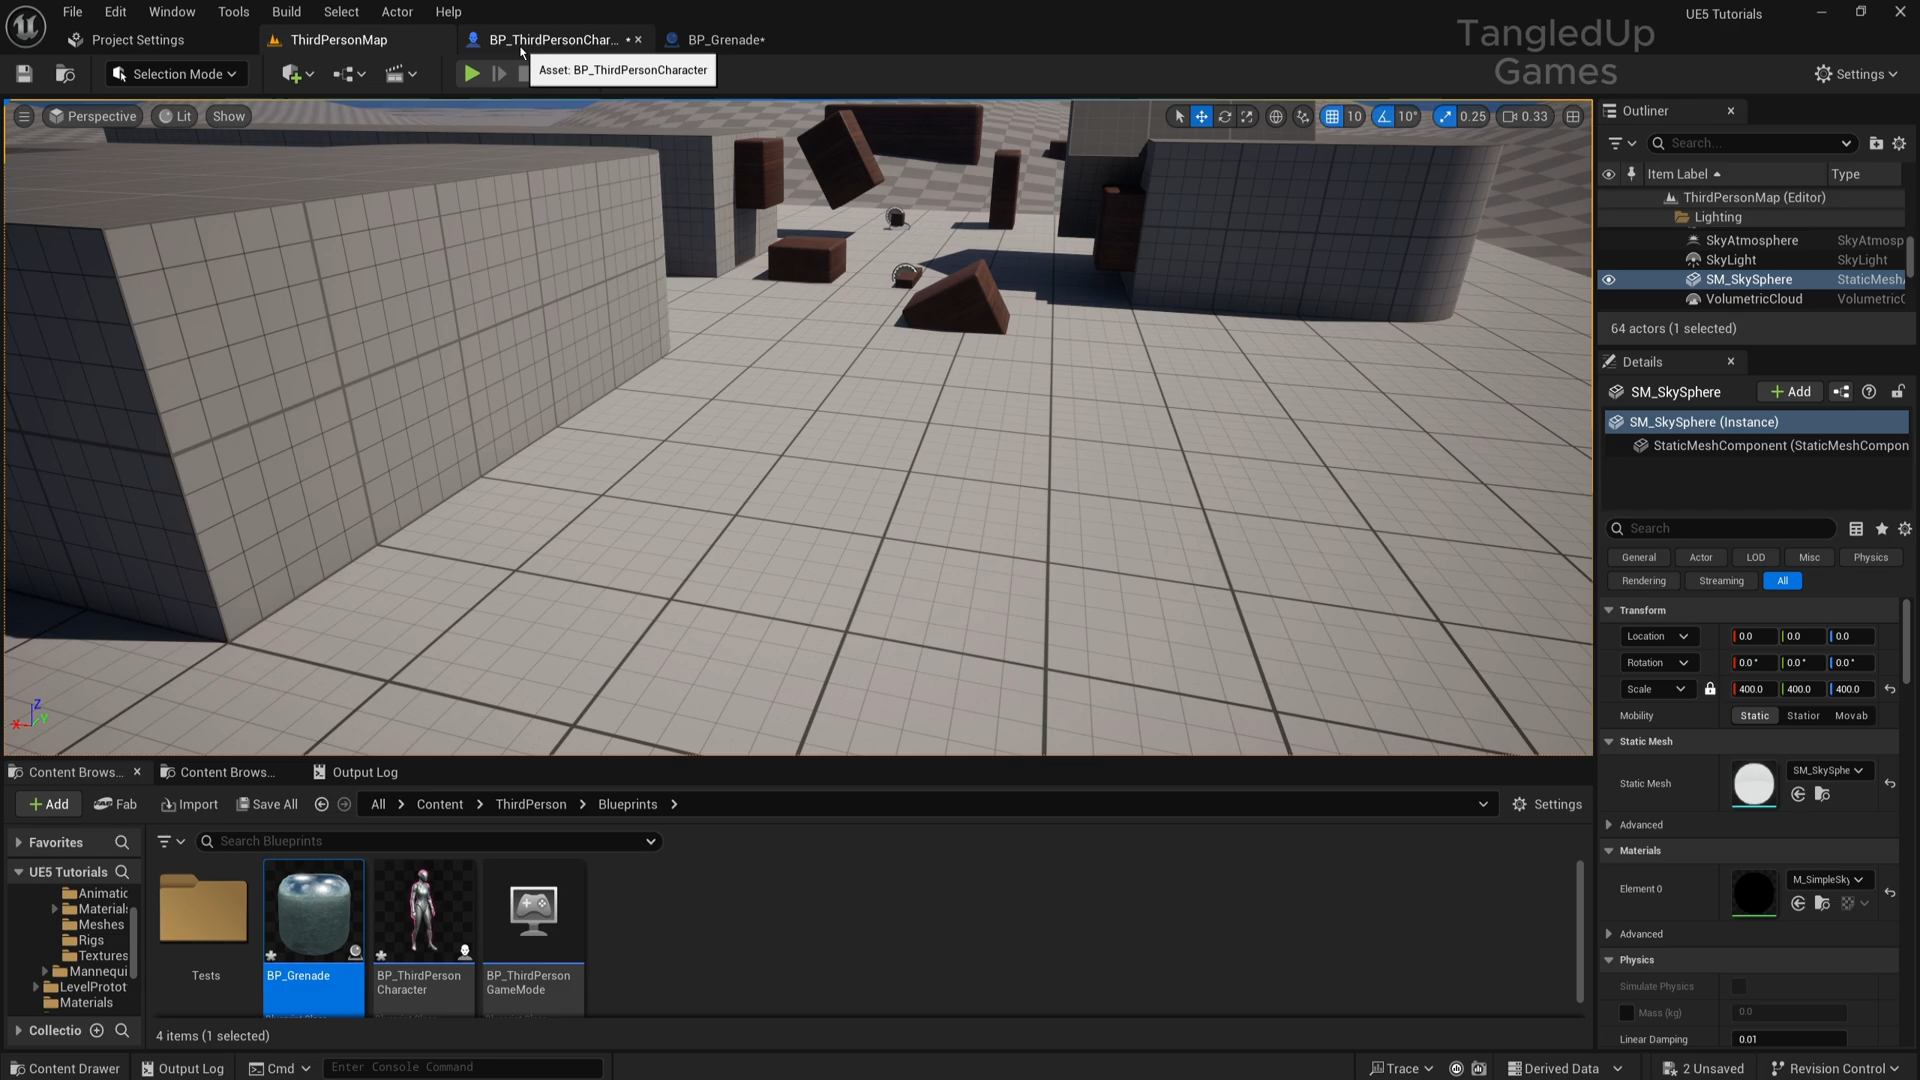 File Edit Window Tools Build Select Actor Help
UE5 Tutorials
TangledUp
Games
Project Settings
ThirdPersonMap
BP_ThirdPersonChar...
BP_Grenade*
Selection Mode
Asset: BP_ThirdPersonCharacter
Settings
Perspective
Lit
Show
10
10°
0.25
0.33
Outliner
Search...
Item Label
Type
ThirdPersonMap (Editor)
Lighting
SkyAtmosphere SkyAtmosp
SkyLight SkyLight
SM_SkySphere StaticMesh
VolumetricCloud VolumetricC
64 actors (1 selected)
Details
SM_SkySphere
Add
SM_SkySphere (Instance)
StaticMeshComponent (StaticMeshCompon
Search
General Actor LOD Misc Physics
Rendering Streaming All
Transform
Location 0.0 0.0 0.0
Rotation 0.0° 0.0° 0.0°
Scale 400.0 400.0 400.0
Mobility Static Station Movab
Static Mesh
Static Mesh SM_SkySphe
Advanced
Materials
Element 0 M_SimpleSky
Advanced
Physics
Simulate Physics
Mass (kg) 0.0
Linear Damping 0.01
Content Brows...
Content Brows...
Output Log
Add
Fab
Import
Save All
All > Content > ThirdPerson > Blueprints >
Settings
Favorites
Search Blueprints
UE5 Tutorials
Animatic
Materials
Meshes
Rigs
Textures
Mannequi
LevelProtot
Materials
Collectio
Tests
BP_Grenade
BP_ThirdPerson
Character
BP_ThirdPerson
GameMode
4 items (1 selected)
Content Drawer
Output Log
Cmd
Enter Console Command
Trace
Derived Data
2 Unsaved
Revision Control